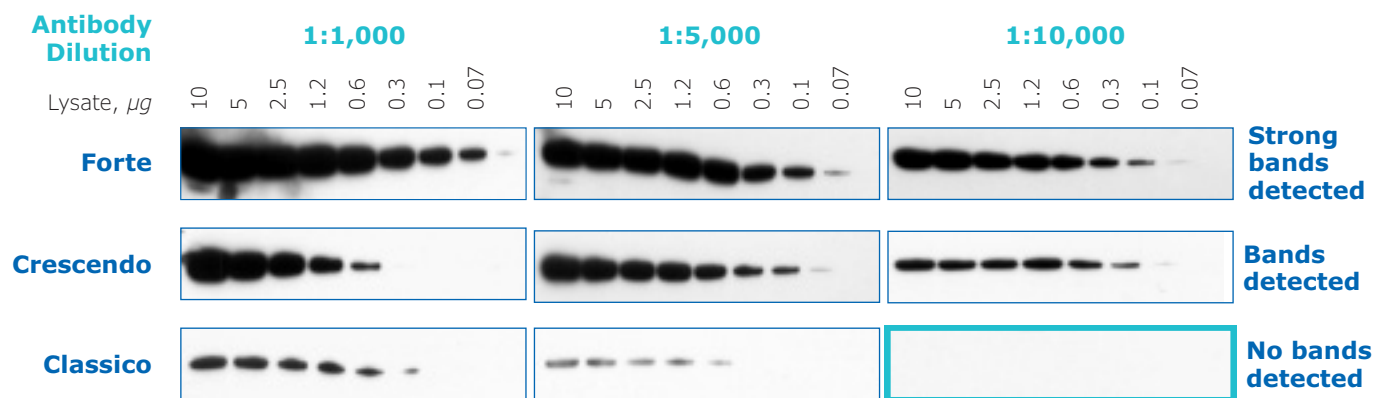 Antibody
Dilution
1:1,000 1:5,000 1:10,000
Lysate, µg
10 5 2.5 1.2 0.6 0.3 0.1 0.07 10 5 2.5 1.2 0.6 0.3 0.1 0.07 10 5 2.5 1.2 0.6 0.3 0.1 0.07
Forte
Strong
bands
detected
Crescendo
Bands
detected
Classico
No bands
detected